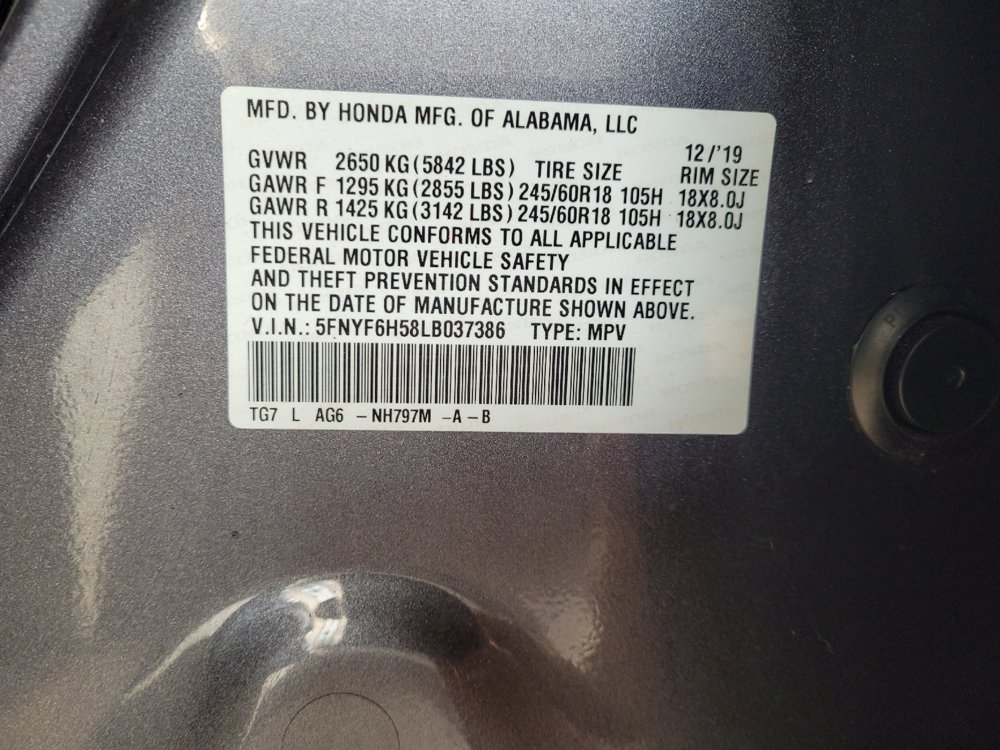 MFD. BY HONDA MFG. OF ALABAMA, LLC
12/'19
GVWR 2650 KG (5842 LBS) TIRE SIZE RIM SIZE
GAWR F 1295 KG (2855 LBS) 245/60R18 105H 18X8.0J
GAWR R 1425 KG (3142 LBS) 245/60R18 105H 18X8.0J
THIS VEHICLE CONFORMS TO ALL APPLICABLE
FEDERAL MOTOR VEHICLE SAFETY
AND THEFT PREVENTION STANDARDS IN EFFECT
ON THE DATE OF MANUFACTURE SHOWN ABOVE.
V.I.N.: 5FNYF6H58LB037386 TYPE: MPV
TG7 L AG6 -NH797M -A-B